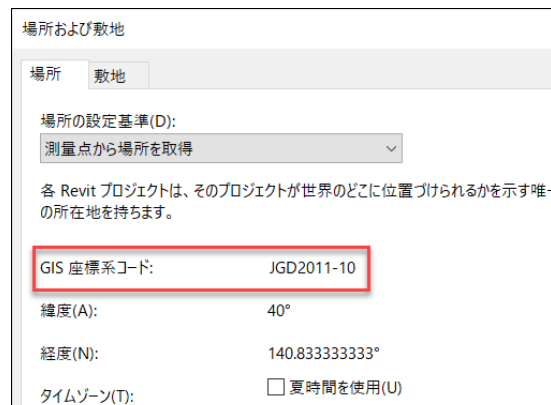 場所および敷地
場所
敷地
場所の設定基準(D):
測量点から場所を取得
各 Revit プロジェクトは、そのプロジェクトが世界のどこに位置づけられるかを示す唯一
の所在地を持ちます。
GIS 座標系コード: JGD2011-10
緯度(A): 40°
経度(N): 140.833333333°
タイムゾーン(T): 夏時間を使用(U)